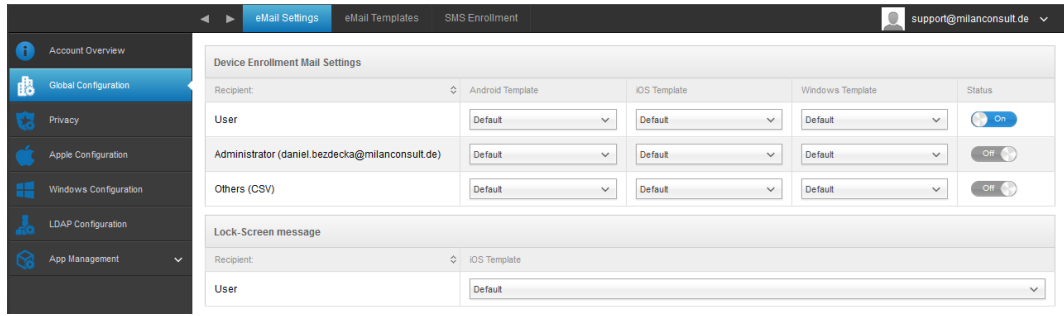 eMail Settings eMail Templates SMS Enrollment support@milanconsult.de
Account Overview
Global Configuration
Privacy
Apple Configuration
Windows Configuration
LDAP Configuration
App Management
Device Enrollment Mail Settings
Recipient: Android Template iOS Template Windows Template Status
User Default Default Default On
Administrator (daniel.bezdecka@milanconsult.de) Default Default Default Off
Others (CSV) Default Default Default Off
Lock-Screen message
Recipient: iOS Template
User Default